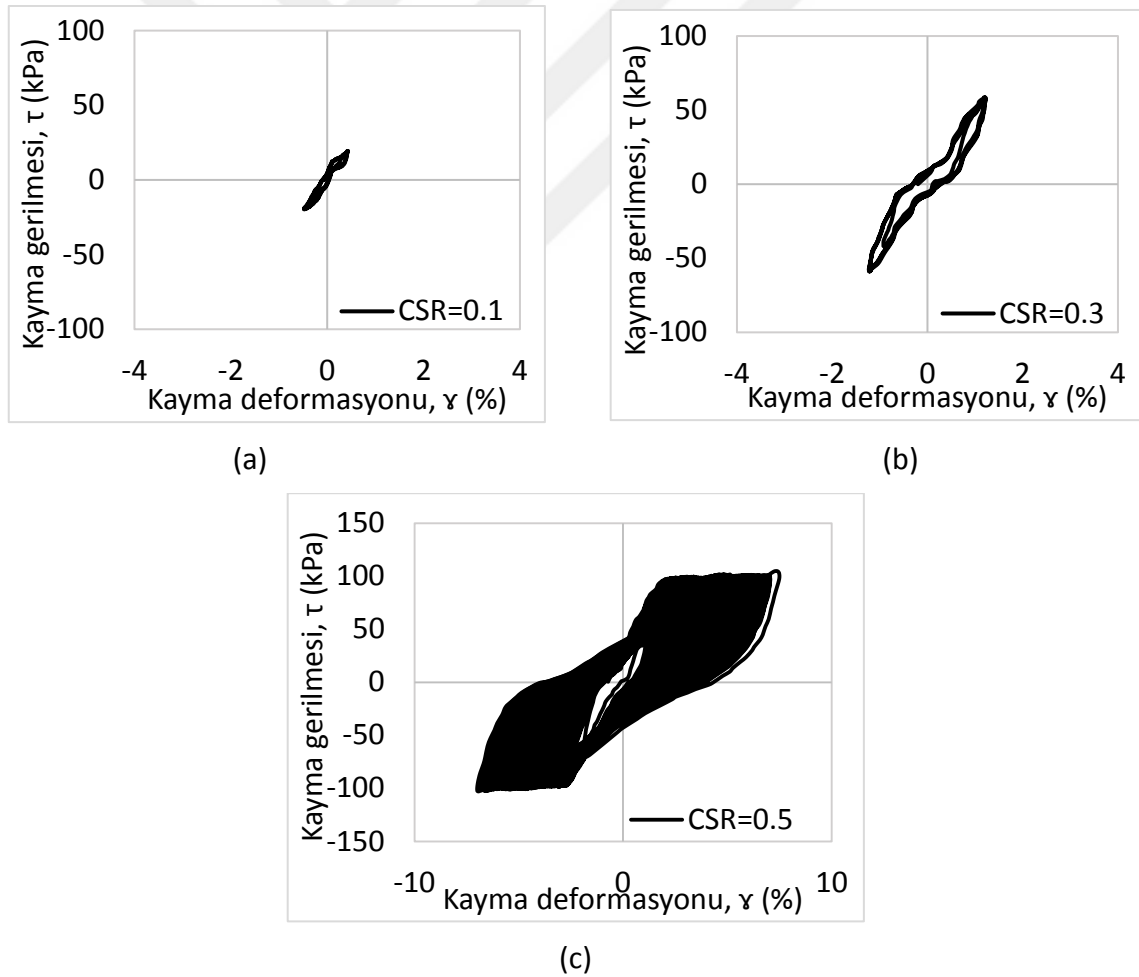 Kayma gerilmesi, τ (kPa)
100
50
0
-50
-100
CSR=0.1
-4 -2 0 2 4
Kayma deformasyonu, ɤ (%)
(a)
Kayma gerilmesi, τ (kPa)
100
50
0
-50
-100
CSR=0.3
-4 -2 0 2 4
Kayma deformasyonu, ɤ (%)
(b)
Kayma gerilmesi, τ (kPa)
150
100
50
0
-50
-100
-150
CSR=0.5
-10 0 10
Kayma deformasyonu, ɤ (%)
(c)